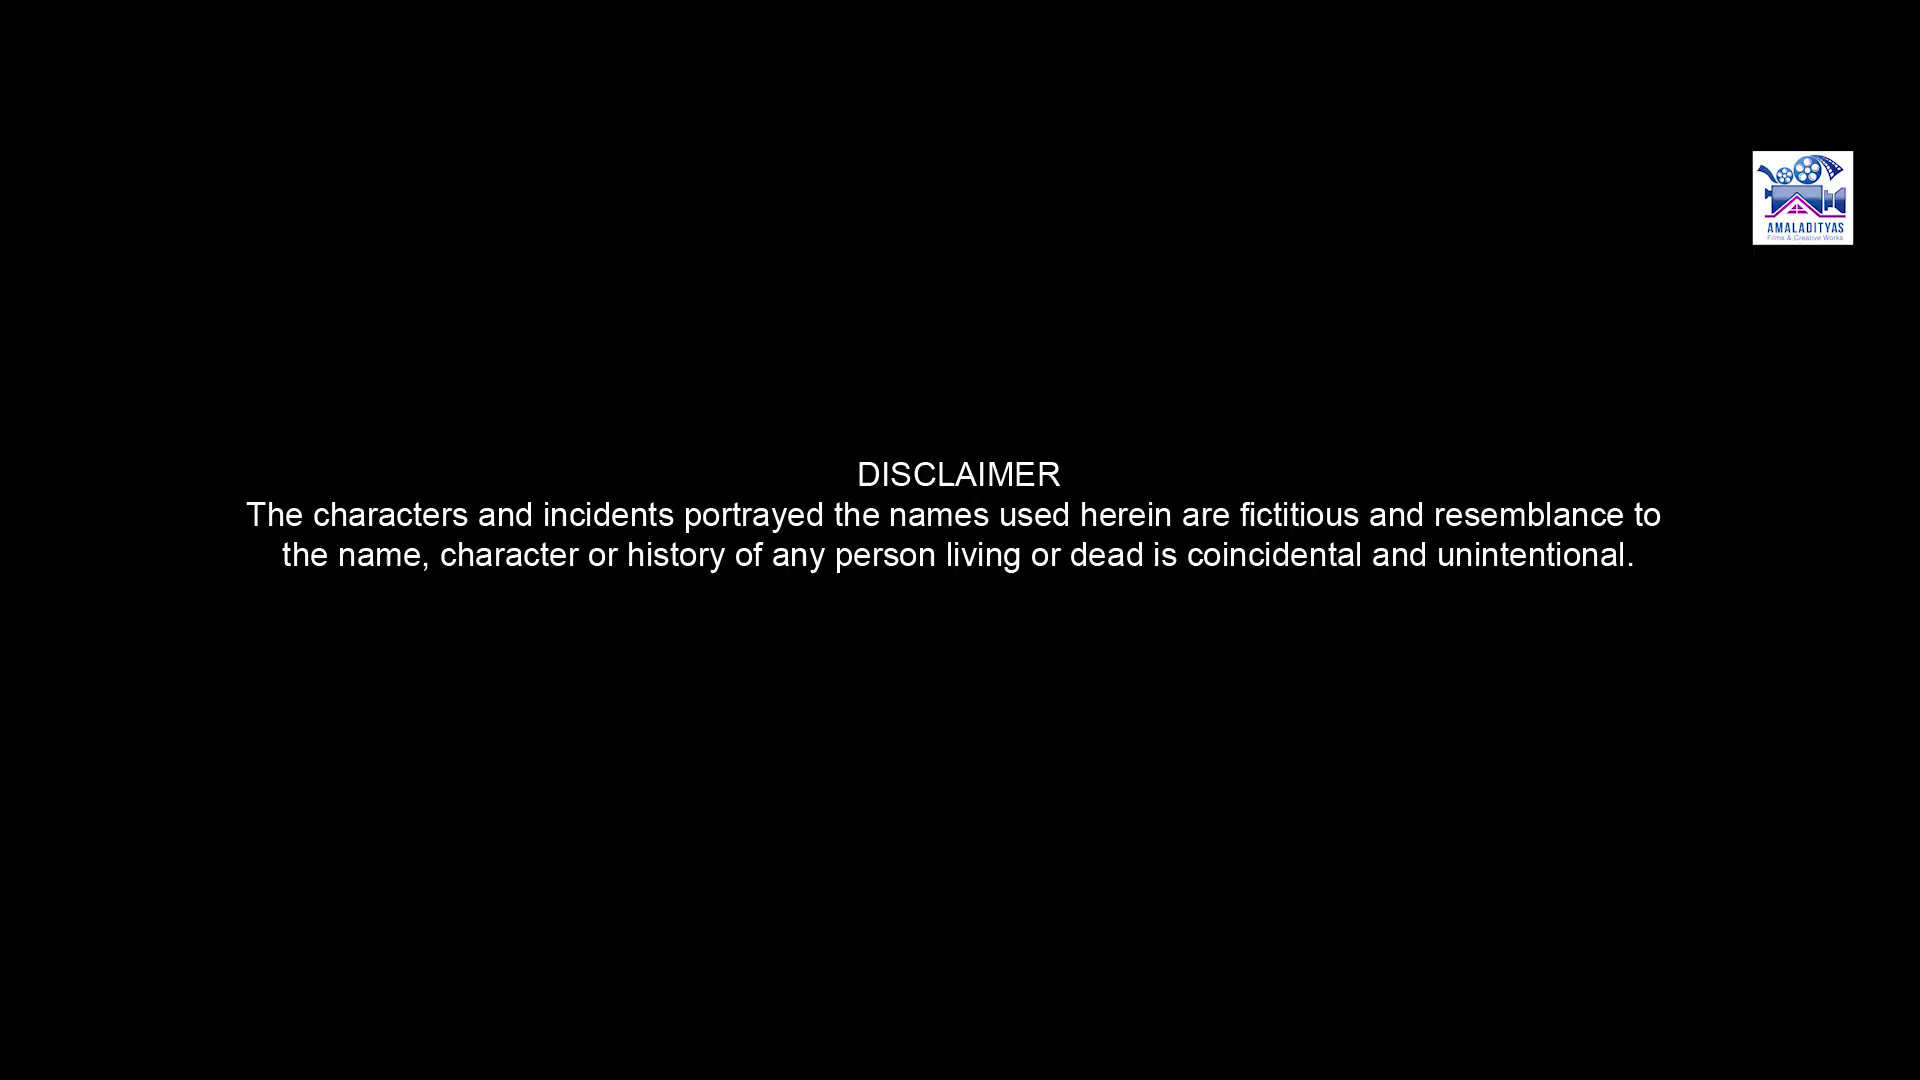 AMALADITYAS
Films & Creative Works
DISCLAIMER
The characters and incidents portrayed the names used herein are fictitious and resemblance to
the name, character or history of any person living or dead is coincidental and unintentional.